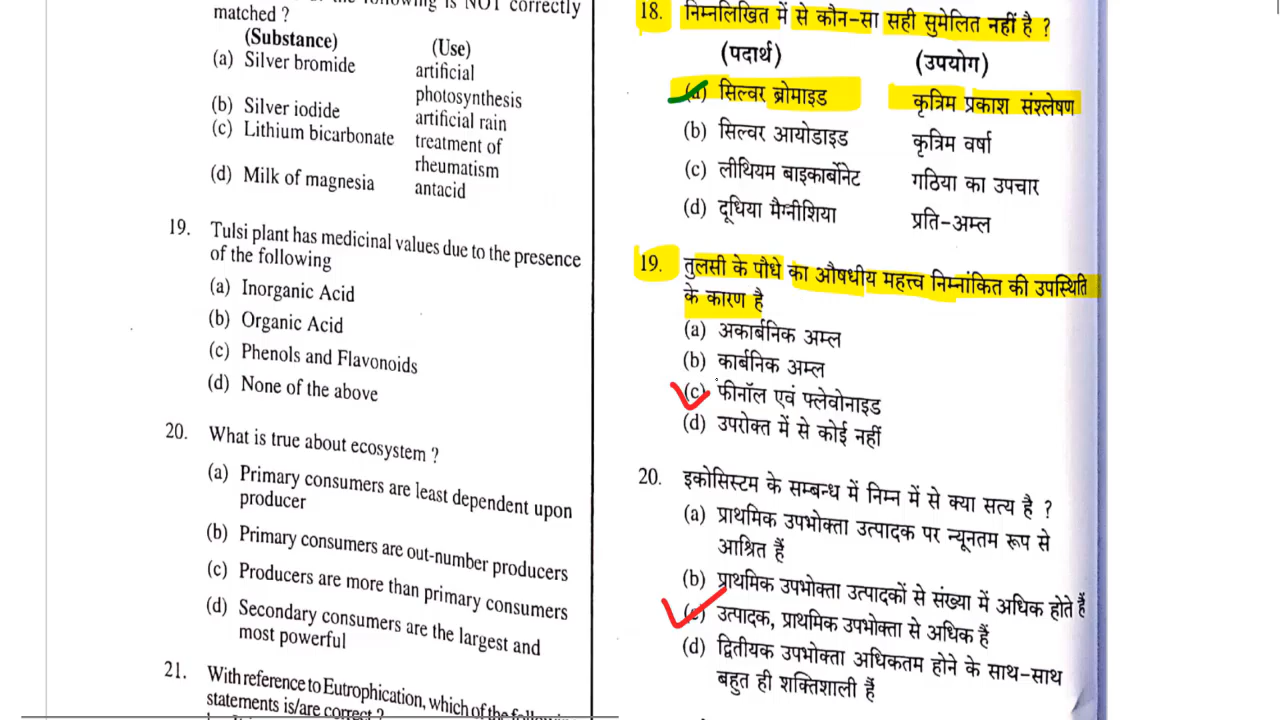 the following is NOT correctly
matched ?
(Substance) (Use)
(a) Silver bromide artificial
photosynthesis
(b) Silver iodide artificial rain
(c) Lithium bicarbonate treatment of
rheumatism
(d) Milk of magnesia antacid
19. Tulsi plant has medicinal values due to the presence
of the following
(a) Inorganic Acid
(b) Organic Acid
(c) Phenols and Flavonoids
(d) None of the above
20. What is true about ecosystem ?
(a) Primary consumers are least dependent upon
producer
(b) Primary consumers are out-number producers
(c) Producers are more than primary consumers
(d) Secondary consumers are the largest and
most powerful
21. With reference to Eutrophication, which of the following
statements is/are correct ?
18. निम्नलिखित में से कौन-सा सही सुमेलित नहीं है ?
(पदार्थ) (उपयोग)
(a) सिल्वर ब्रोमाइड कृत्रिम प्रकाश संश्लेषण
(b) सिल्वर आयोडाइड कृत्रिम वर्षा
(c) लीथियम बाइकार्बोनेट गठिया का उपचार
(d) दूधिया मैग्नीशिया प्रति-अम्ल
19. तुलसी के पौधे का औषधीय महत्त्व निम्नांकित की उपस्थिति
के कारण है
(a) अकार्बनिक अम्ल
(b) कार्बनिक अम्ल
(c) फीनॉल एवं फ्लेवोनाइड
(d) उपरोक्त में से कोई नहीं
20. इकोसिस्टम के सम्बन्ध में निम्न में से क्या सत्य है ?
(a) प्राथमिक उपभोक्ता उत्पादक पर न्यूनतम रूप से
आश्रित हैं
(b) प्राथमिक उपभोक्ता उत्पादकों से संख्या में अधिक होते हैं
(c) उत्पादक, प्राथमिक उपभोक्ता से अधिक हैं
(d) द्वितीयक उपभोक्ता अधिकतम होने के साथ-साथ
बहुत ही शक्तिशाली हैं